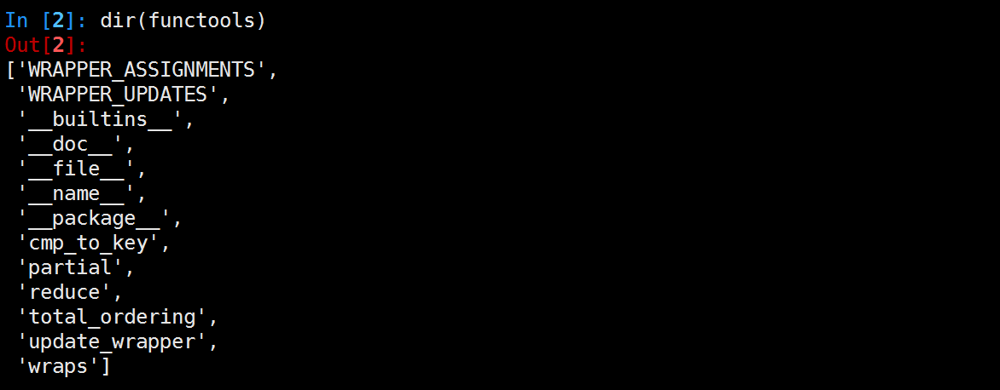 In [2]: dir(functools)
Out[2]:
['WRAPPER_ASSIGNMENTS',
 'WRAPPER_UPDATES',
 '__builtins__',
 '__doc__',
 '__file__',
 '__name__',
 '__package__',
 'cmp_to_key',
 'partial',
 'reduce',
 'total_ordering',
 'update_wrapper',
 'wraps']